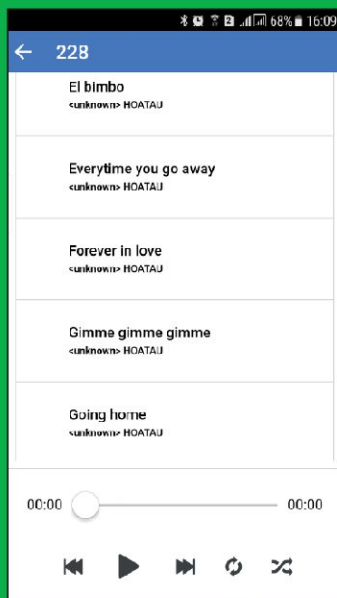 68% 16:09
228
El bimbo
<unknown> HOATAU
Everytime you go away
<unknown> HOATAU
Forever in love
<unknown> HOATAU
Gimme gimme gimme
<unknown> HOATAU
Going home
<unknown> HOATAU
00:00 00:00